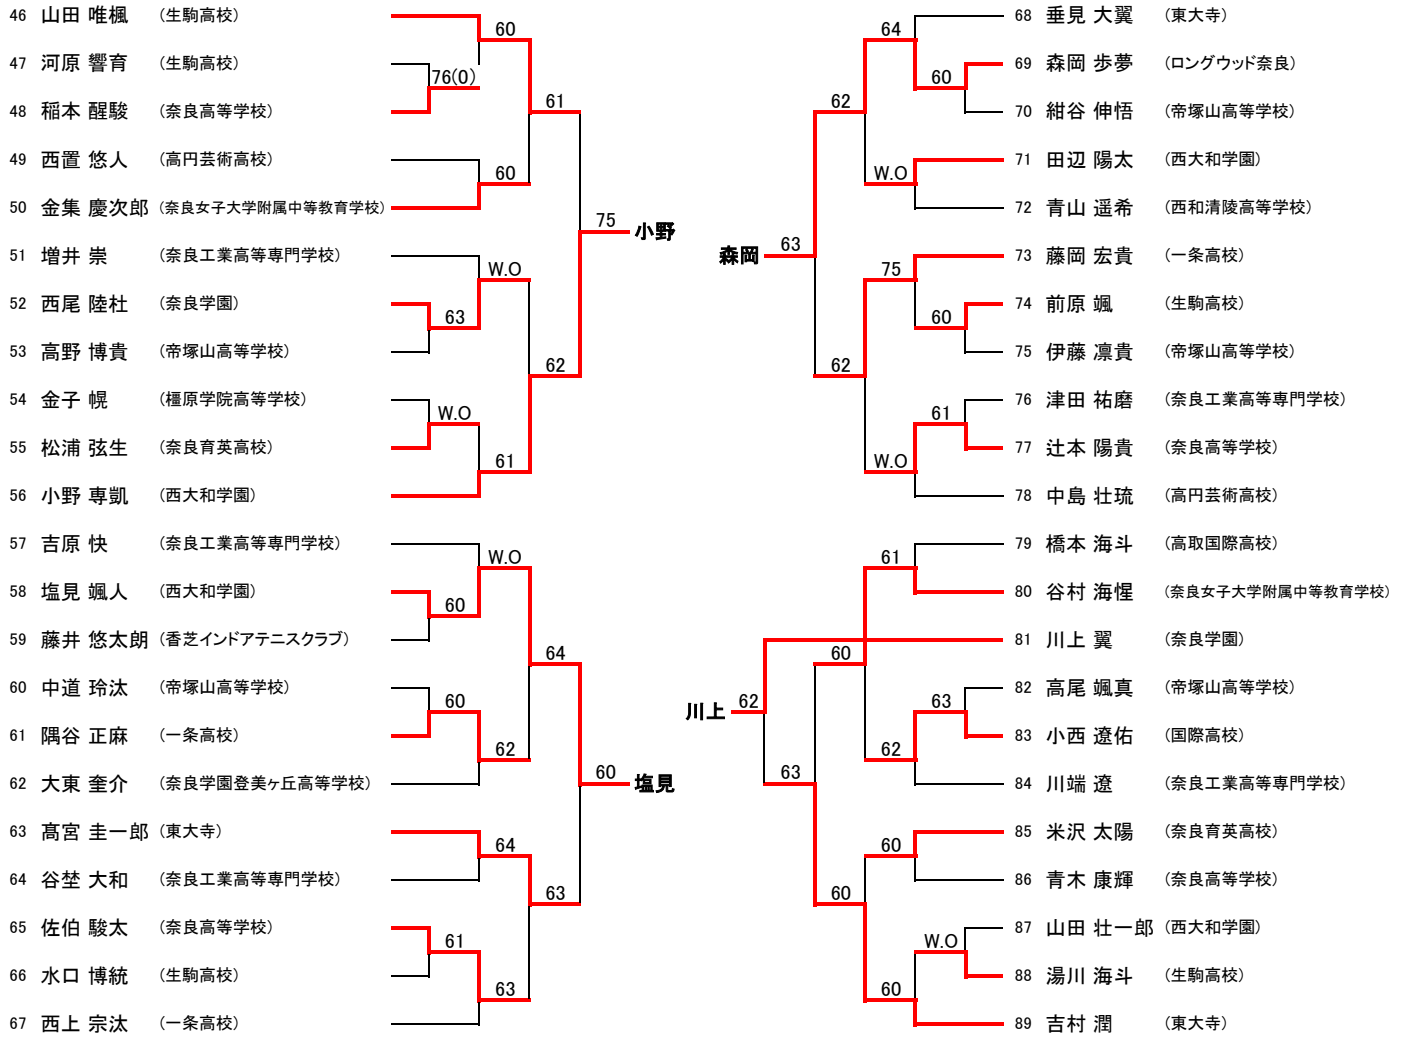 46 山田 唯楓 (生駒高校)
47 河原 響育 (生駒高校)
48 稲本 醒駿 (奈良高等学校)
49 西置 悠人 (高円芸術高校)
50 金集 慶次郎 (奈良女子大学附属中等教育学校)
51 増井 崇 (奈良工業高等専門学校)
52 西尾 陸杜 (奈良学園)
53 高野 博貴 (帝塚山高等学校)
54 金子 幌 (橿原学院高等学校)
55 松浦 弦生 (奈良育英高校)
56 小野 専凱 (西大和学園)
57 吉原 快 (奈良工業高等専門学校)
58 塩見 颯人 (西大和学園)
59 藤井 悠太朗 (香芝インドアテニスクラブ)
60 中道 玲汰 (帝塚山高等学校)
61 隅谷 正麻 (一条高校)
62 大東 奎介 (奈良学園登美ヶ丘高等学校)
63 髙宮 圭一郎 (東大寺)
64 谷埜 大和 (奈良工業高等専門学校)
65 佐伯 駿太 (奈良高等学校)
66 水口 博統 (生駒高校)
67 西上 宗汰 (一条高校)
60
76(0)
61
60
75
小野
W.O
63
62
W.O
61
W.O
60
64
60
62
60
塩見
64
63
61
63
68 垂見 大翼 (東大寺)
69 森岡 歩夢 (ロングウッド奈良)
70 紺谷 伸悟 (帝塚山高等学校)
71 田辺 陽太 (西大和学園)
72 青山 遥希 (西和清陵高等学校)
73 藤岡 宏貴 (一条高校)
74 前原 颯 (生駒高校)
75 伊藤 凛貴 (帝塚山高等学校)
76 津田 祐磨 (奈良工業高等専門学校)
77 辻本 陽貴 (奈良高等学校)
78 中島 壮琉 (高円芸術高校)
79 橋本 海斗 (高取国際高校)
80 谷村 海惺 (奈良女子大学附属中等教育学校)
81 川上 翼 (奈良学園)
82 高尾 颯真 (帝塚山高等学校)
83 小西 遼佑 (国際高校)
84 川端 遼 (奈良工業高等専門学校)
85 米沢 太陽 (奈良育英高校)
86 青木 康輝 (奈良高等学校)
87 山田 壮一郎 (西大和学園)
88 湯川 海斗 (生駒高校)
89 吉村 潤 (東大寺)
64
60
62
W.O
森岡
63
75
60
62
61
W.O
61
60
川上
62
63
62
63
60
60
W.O
60